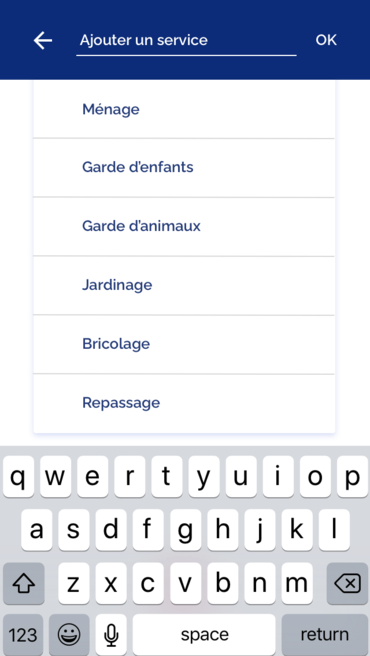 Ajouter un service OK
Ménage
Garde d'enfants
Garde d'animaux
Jardinage
Bricolage
Repassage
q w e r t y u i o p
a s d f g h j k l
z x c v b n m
123 space return